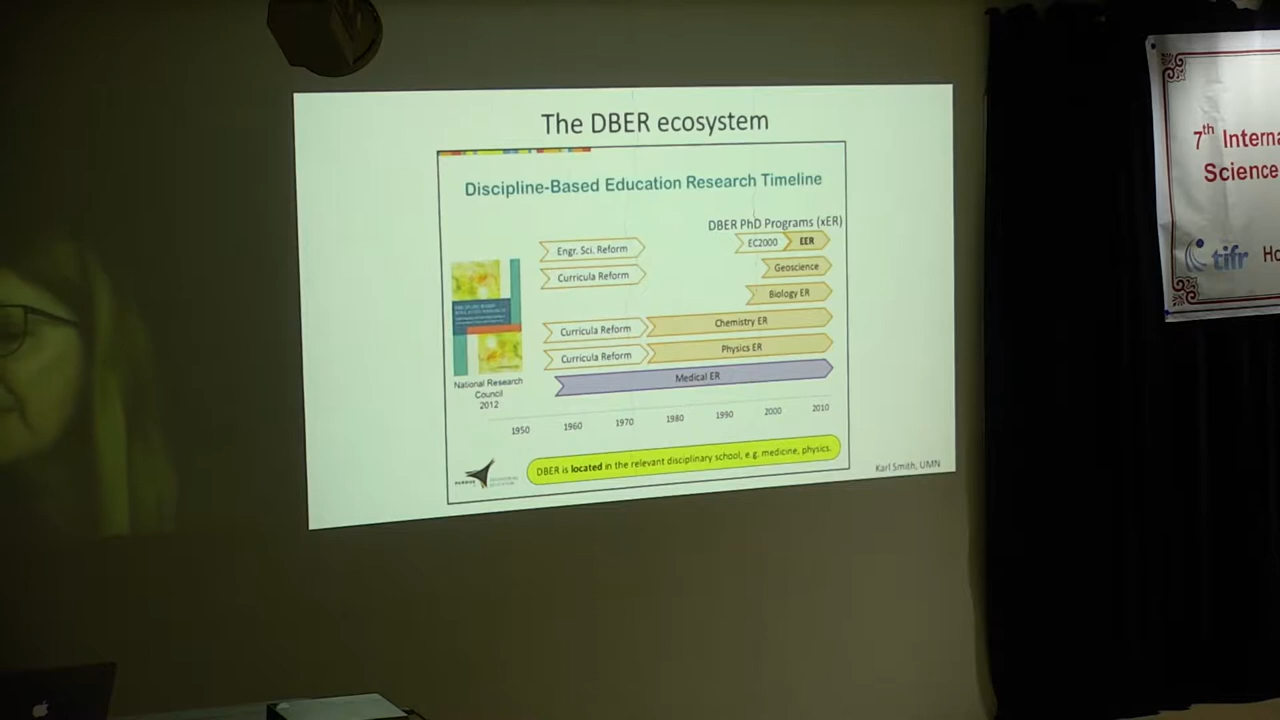 The DBER ecosystem
Discipline-Based Education Research Timeline
DBER PhD Programs (xER)
Engr. Sci. Reform
EC2000
EER
Curricula Reform
Geoscience
Biology ER
Curricula Reform
Chemistry ER
Curricula Reform
Physics ER
Medical ER
National Research
Council
2012
1950 1960 1970 1980 1990 2000 2010
DBER is located in the relevant disciplinary school, e.g. medicine, physics.
PURDUE
Karl Smith, UMN
7th Interna
Science
tifr Ho